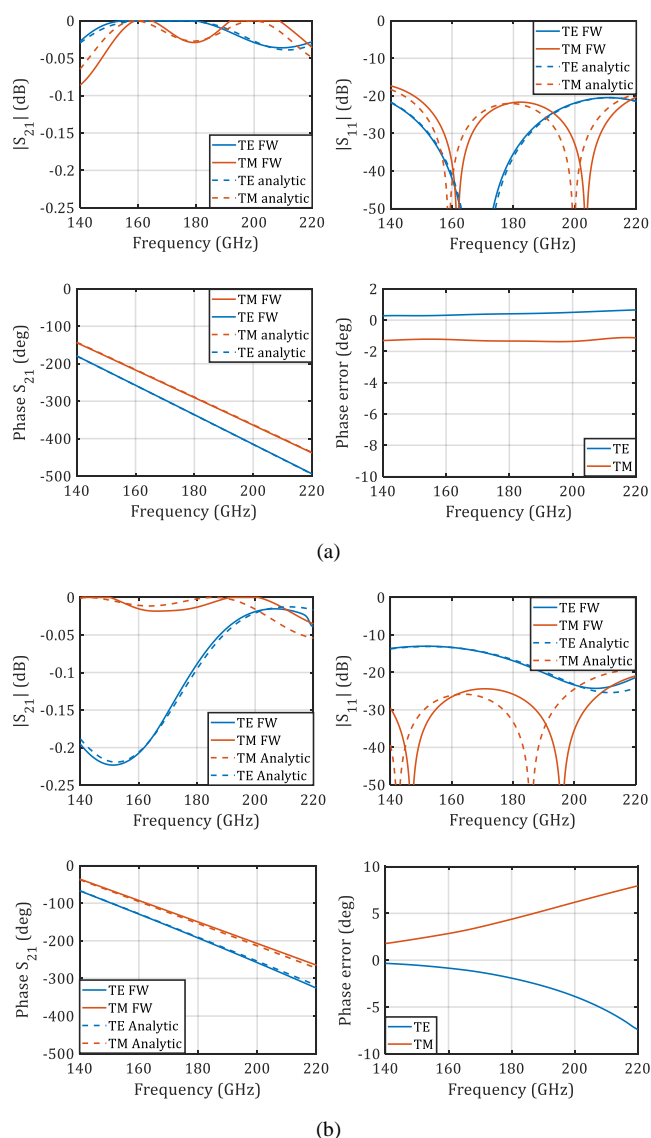 0
-0.05
-0.1
-0.15
-0.2
-0.25
140 160 180 200 220
Frequency (GHz)
|S21| (dB)
TE FW
TM FW
TE analytic
TM analytic
0
-10
-20
-30
-40
-50
140 160 180 200 220
Frequency (GHz)
|S11| (dB)
TE FW
TM FW
TE analytic
TM analytic
0
-100
-200
-300
-400
-500
140 160 180 200 220
Frequency (GHz)
Phase S21 (deg)
TM FW
TE FW
TM analytic
TE analytic
2
0
-2
-4
-6
-8
-10
140 160 180 200 220
Frequency (GHz)
Phase error (deg)
TE
TM
(a)
0
-0.05
-0.1
-0.15
-0.2
-0.25
140 160 180 200 220
Frequency (GHz)
|S21| (dB)
TE FW
TM FW
TM Analytic
TE Analytic
0
-10
-20
-30
-40
-50
140 160 180 200 220
Frequency (GHz)
|S11| (dB)
TE FW
TM FW
TE Analytic
TM Analytic
0
-100
-200
-300
-400
-500
140 160 180 200 220
Frequency (GHz)
Phase S21 (deg)
TE FW
TM FW
TE Analytic
TM Analytic
10
5
0
-5
-10
140 160 180 200 220
Frequency (GHz)
Phase error (deg)
TE
TM
(b)